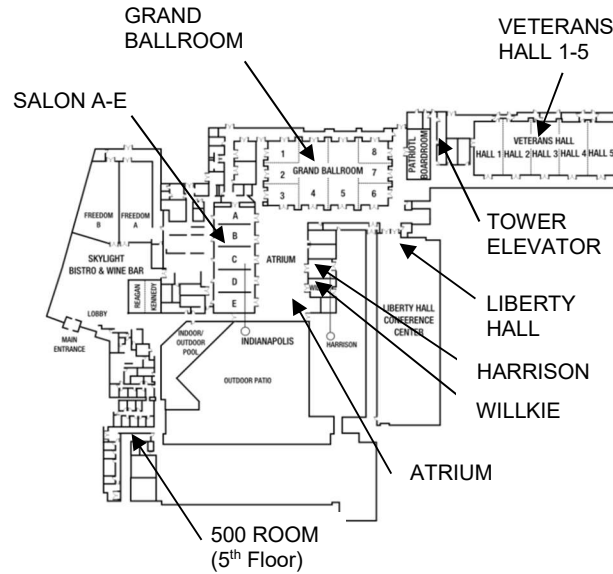 GRAND
BALLROOM
VETERANS
HALL 1-5
SALON A-E
1
2
3
4
5
6
7
8
GRAND BALLROOM
PATRIOTL
BOARDROOM
VETERANS HALL
HALL 1
HALL 2
HALL 3
HALL 4
HALL 5
FREEDOM
B
FREEDOM
A
A
B
C
D
E
ATRIUM
TOWER
ELEVATOR
SKYLIGHT
BISTRO & WINE BAR
REAGAN
KENNEDY
LIBERTY
HALL
LIBERTY HALL
CONFERENCE
CENTER
LOBBY
MAIN
ENTRANCE
INDOOR/
OUTDOOR
POOL
INDIANAPOLIS
HARRISON
OUTDOOR PATIO
HARRISON
WILLKIE
ATRIUM
500 ROOM
(5th Floor)